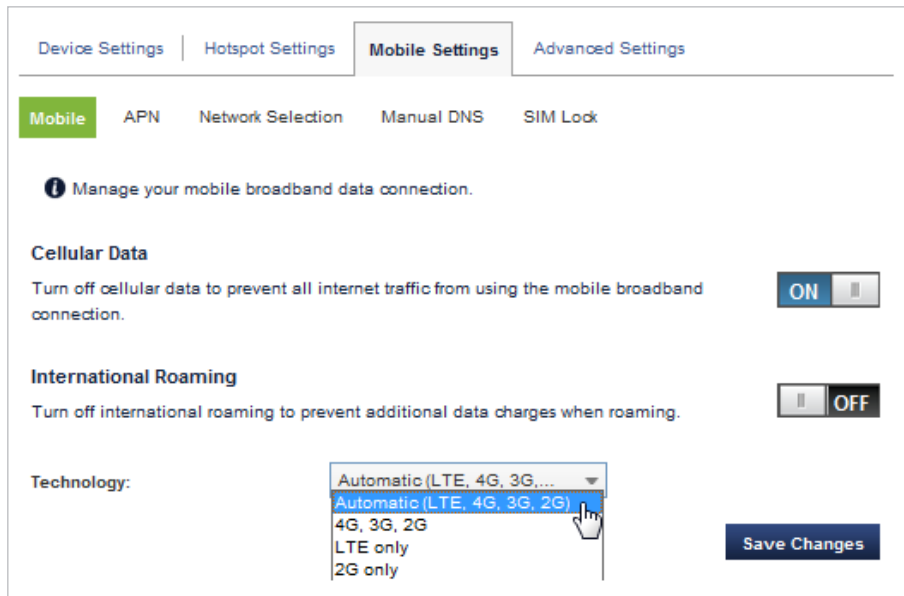 Device Settings Hotspot Settings Mobile Settings Advanced Settings
Mobile APN Network Selection Manual DNS SIM Lock
Manage your mobile broadband data connection.
Cellular Data
Turn off cellular data to prevent all internet traffic from using the mobile broadband
connection.
ON
International Roaming
Turn off international roaming to prevent additional data charges when roaming.
OFF
Technology:
Automatic (LTE, 4G, 3G,...
Automatic (LTE, 4G, 3G, 2G)
4G, 3G, 2G
LTE only
2G only
Save Changes